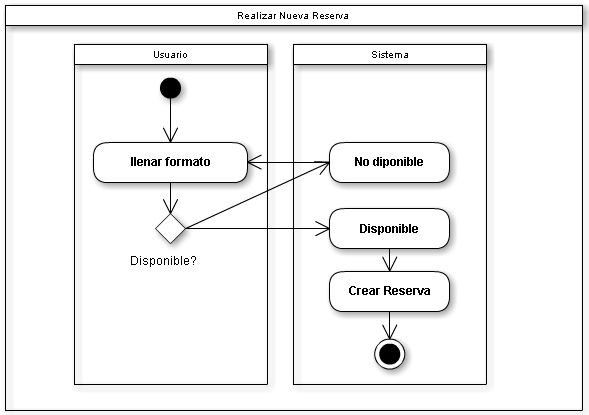 Realizar Nueva Reserva
Usuario
Sistema
llenar formato
No diponible
Disponible
Disponible?
Crear Reserva